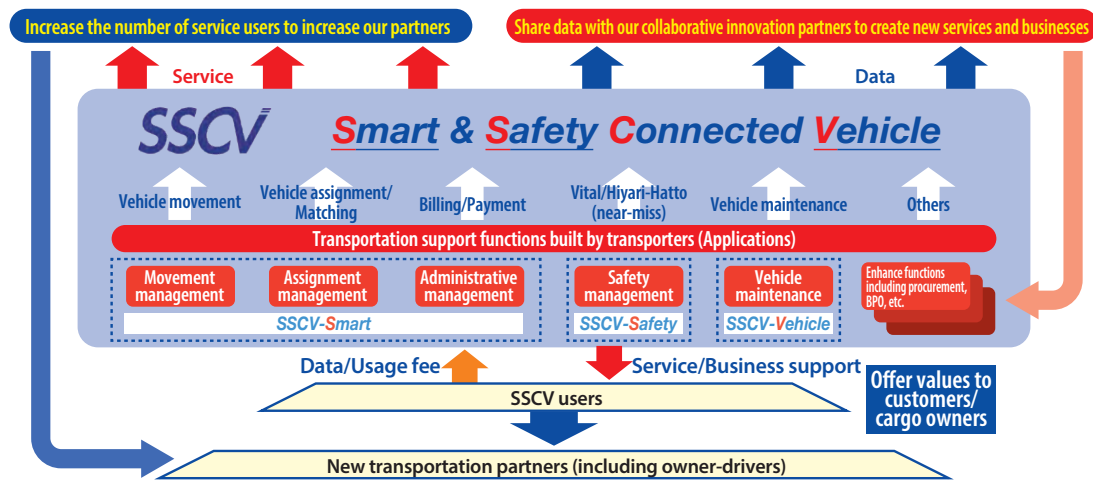 Increase the number of service users to increase our partners
Share data with our collaborative innovation partners to create new services and businesses
Service
Data
SSCV
Smart & Safety Connected Vehicle
Vehicle movement
Vehicle assignment/
Matching
Billing/Payment
Vital/Hiyari-Hatto
(near-miss)
Vehicle maintenance
Others
Transportation support functions built by transporters (Applications)
Movement
management
Assignment
management
Administrative
management
Safety
management
Vehicle
maintenance
Enhance functions
including procurement,
BPO, etc.
SSCV-Smart
SSCV-Safety
SSCV-Vehicle
Data/Usage fee
Service/Business support
SSCV users
Offer values to
customers/
cargo owners
New transportation partners (including owner-drivers)